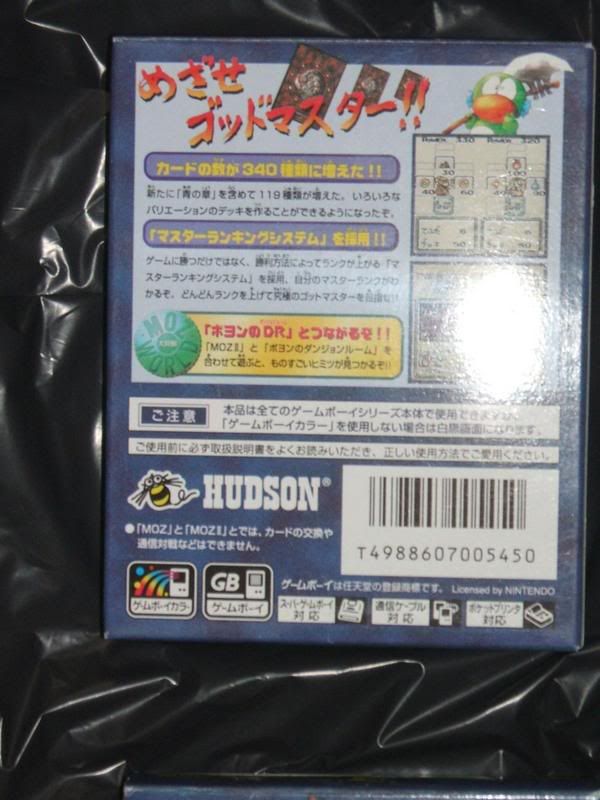 めざせ
ゴッドマスター!!
POWER 330
POWER 320
カードの数が340種類に増えた!!
新たに「青の章」を含めて119種類が増えた。いろいろな
バリエーションのデッキを作ることができるようになったぞ。
「マスターランキングシステム」を採用!!
ゲームに勝つだけではなく、勝利方法によってランクが上がる「マ
スターランキングシステム」を採用、自分のマスターランクがわ
かるぞ。どんどんランクを上げて究極のゴットマスターを目指せ!!
「ポヨンのDR」とつながるぞ!!
「MOZⅡ」と「ポヨンのダンジョンルーム」を
合わせて遊ぶと、ものすごいヒミツが見つかるぞ!!
ご注意
本品は全てのゲームボーイシリーズ本体で使用できますが、
「ゲームボーイカラー」を使用しない場合は白黒画面になります。
ご使用前に必ず取扱説明書をよくお読みいただき、正しい使用方法でご愛用ください。
HUDSON®
●「MOZ」と「MOZⅡ」とでは、カードの交換や
通信対戦などはできません。
T4988607005450
ゲームボーイは任天堂の登録商標です。 Licensed by NINTENDO
ゲームボーイカラー
GB
ゲームボーイ
スーパーゲームボーイ
対応
通信ケーブル
対応
ポケットプリンタ
対応